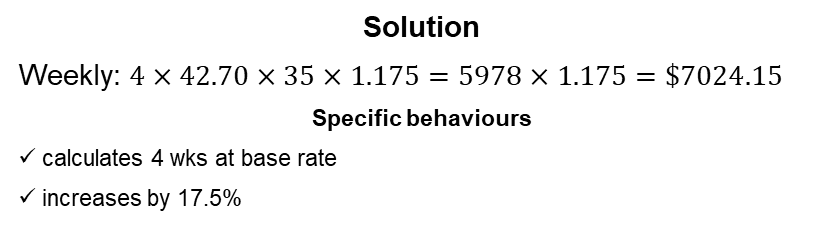 Solution
Weekly: 4 × 42.70 × 35 × 1.175 = 5978 × 1.175 = $7024.15
Specific behaviours
✓ calculates 4 wks at base rate
✓ increases by 17.5%